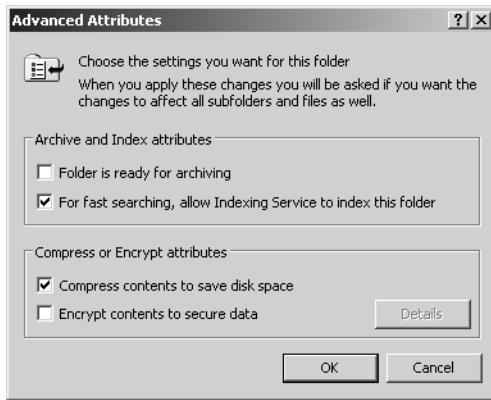 Advanced Attributes
Choose the settings you want for this folder
When you apply these changes you will be asked if you want the
changes to affect all subfolders and files as well.
Archive and Index attributes
Folder is ready for archiving
For fast searching, allow Indexing Service to index this folder
Compress or Encrypt attributes
Compress contents to save disk space
Encrypt contents to secure data
Details
OK
Cancel